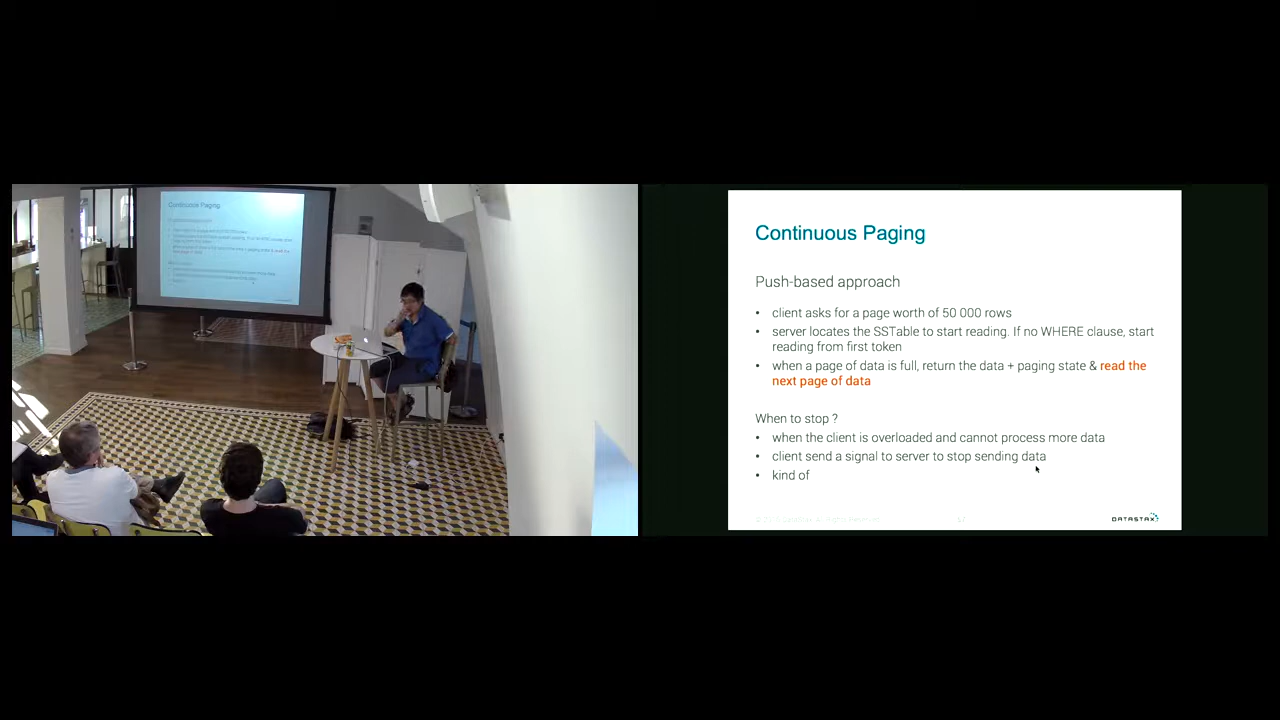 Continuous Paging
Continuous Paging
Push-based approach
• client asks for a page worth of 50 000 rows
• server locates the SSTable to start reading. If no WHERE clause, start
reading from first token
• when a page of data is full, return the data + paging state & read the
next page of data
When to stop ?
• when the client is overloaded and cannot process more data
• client send a signal to server to stop sending data
• kind of
DATASTAX